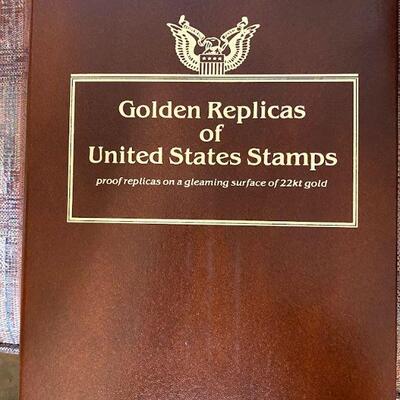 Golden Replicas
of
United States Stamps
proof replicas on a gleaming surface of 22kt gold